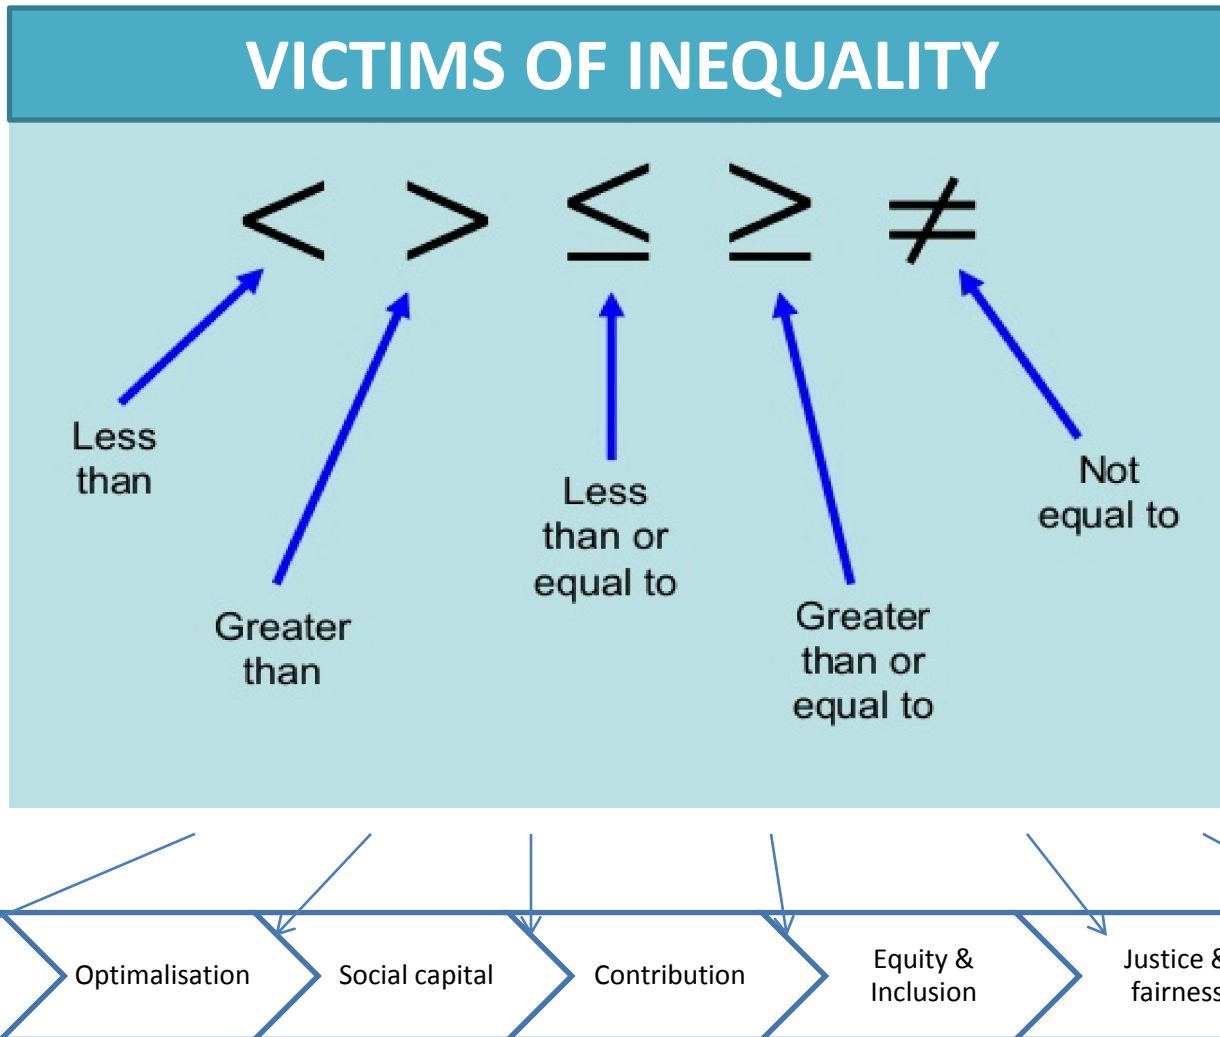 VICTIMS OF INEQUALITY
< > ≤ ≥ ≠
Less
than
Greater
than
Less
than or
equal to
Greater
than or
equal to
Not
equal to
Optimalisation
Social capital
Contribution
Equity &
Inclusion
Justice &
fairness